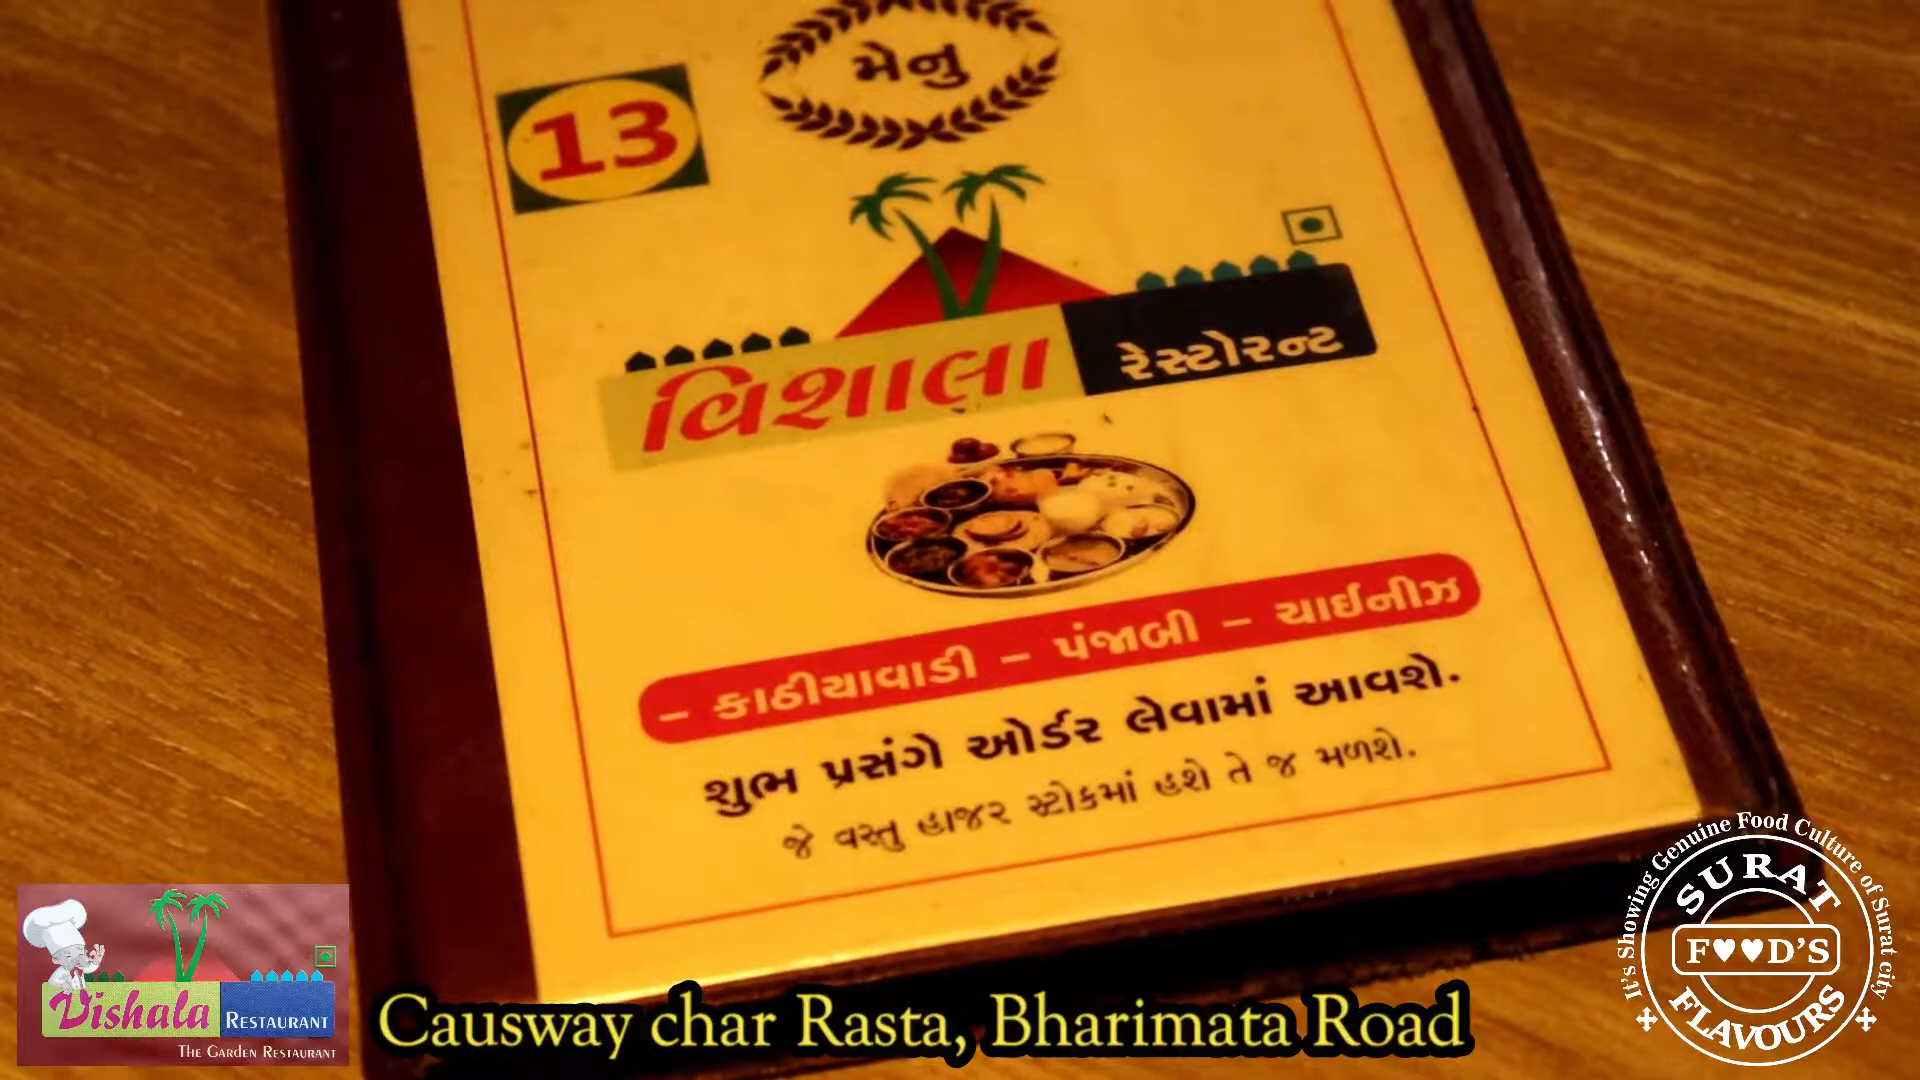 મેનુ
13
વિશાલા રેસ્ટોરન્ટ
– કાઠીયાવાડી – પંજાબી – ચાઈનીઝ
શુભ પ્રસંગે ઓર્ડર લેવામાં આવશે.
જે વસ્તુ હાજર સ્ટોકમાં હશે તે જ મળશે.
Vishala RESTAURANT
THE GARDEN RESTAURANT
Causway char Rasta, Bharimata Road
It's Showing Genuine Food Culture of Surat city
SURAT
F♥♥D'S
FLAVOURS